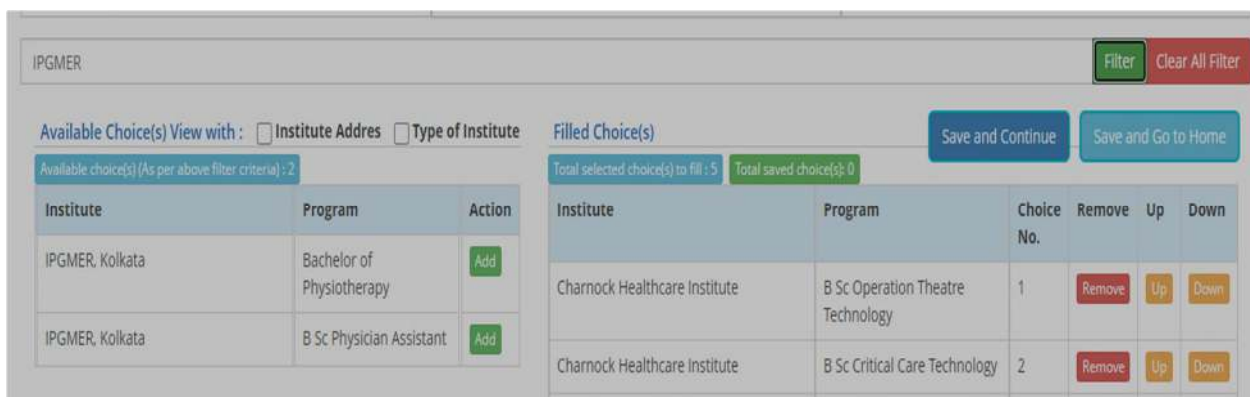 IPGMER
Filter
Clear All Filter
Available Choice(s) View with :
Institute Addres
Type of Institute
Available choice(s) (As per above filter criteria) : 2
Institute Program Action
IPGMER, Kolkata Bachelor of Add
Physiotherapy
IPGMER, Kolkata B Sc Physician Assistant Add
Filled Choice(s)
Save and Continue
Save and Go to Home
Total selected choice(s) to fill : 5
Total saved choice(s): 0
Institute Program Choice Remove Up Down
No.
Charnock Healthcare Institute B Sc Operation Theatre 1 Remove Up Down
Technology
Charnock Healthcare Institute B Sc Critical Care Technology 2 Remove Up Down